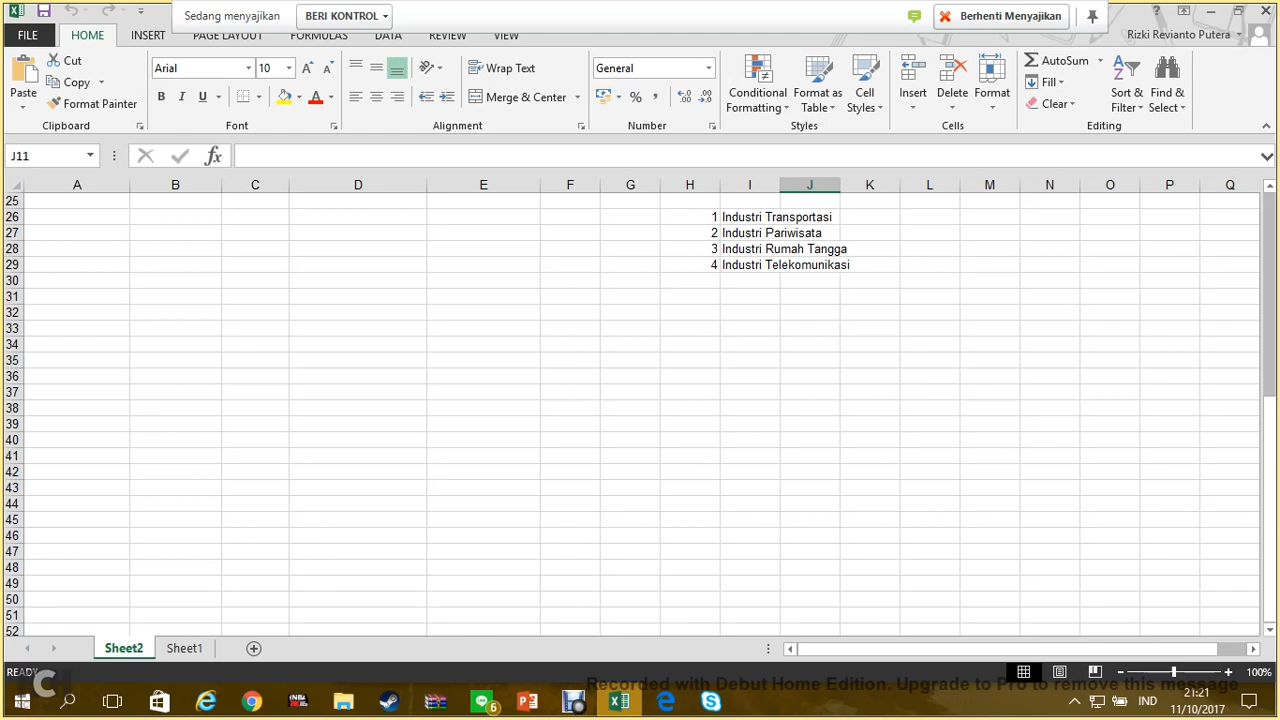 Sedang menyajikan BERI KONTROL Berhenti Menyajikan
FILE HOME INSERT PAGE LAYOUT FORMULAS DATA REVIEW VIEW Rizki Revianto Putera
Paste Cut Copy Format Painter Clipboard
Arial 10 B I U A Font
Wrap Text Merge & Center Alignment
General % , Number
Conditional Formatting Format as Table Cell Styles Styles
Insert Delete Format Cells
AutoSum Fill Clear Sort & Filter Find & Select Editing
J11 fx
A B C D E F G H I J K L M N O P Q
25
26 1 Industri Transportasi
27 2 Industri Pariwisata
28 3 Industri Rumah Tangga
29 4 Industri Telekomunikasi
30
31
32
33
34
35
36
37
38
39
40
41
42
43
44
45
46
47
48
49
50
51
52
Sheet2 Sheet1
READY 100%
Recorded with Debut Home Edition. Upgrade to Pro to remove this message
6 IND 21:21
11/10/2017